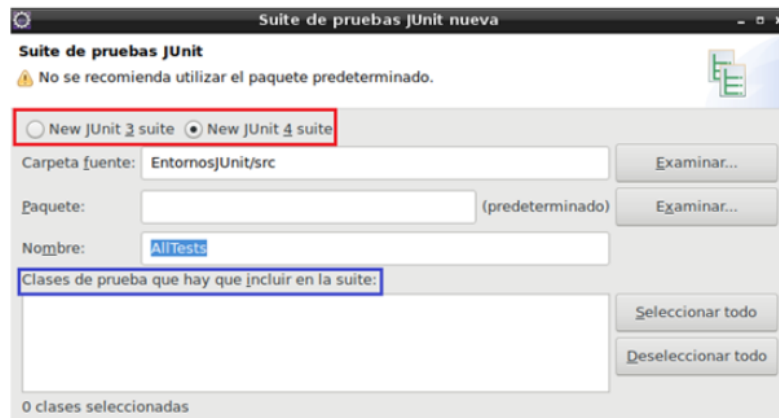 Suite de pruebas JUnit nueva
Suite de pruebas JUnit
No se recomienda utilizar el paquete predeterminado.
New JUnit 3 suite New JUnit 4 suite
Carpeta fuente: EntornosJUnit/src Examinar...
Paquete: (predeterminado) Examinar...
Nombre: AllTests
Clases de prueba que hay que incluir en la suite:
Seleccionar todo
Deseleccionar todo
0 clases seleccionadas